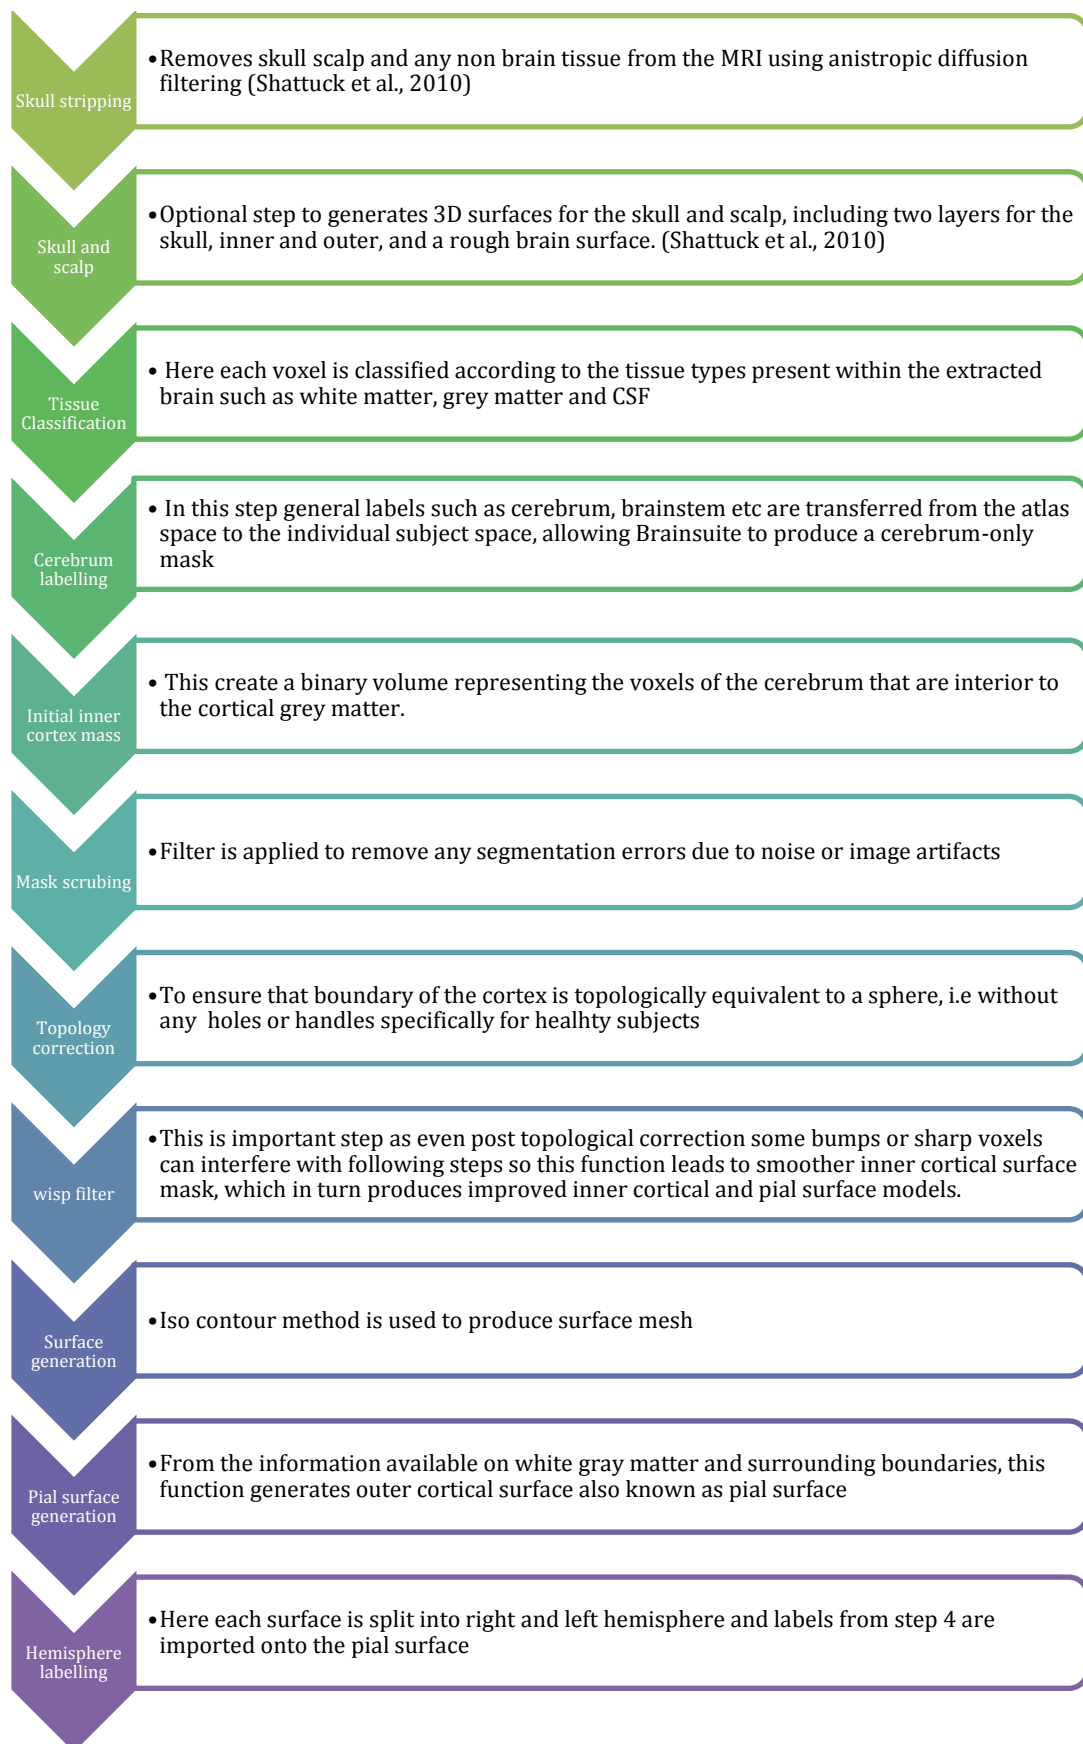 Skull stripping
•Removes skull scalp and any non brain tissue from the MRI using anistropic diffusion
filtering (Shattuck et al., 2010)
Skull and
scalp
•Optional step to generates 3D surfaces for the skull and scalp, including two layers for the
skull, inner and outer, and a rough brain surface. (Shattuck et al., 2010)
Tissue
Classification
• Here each voxel is classified according to the tissue types present within the extracted
brain such as white matter, grey matter and CSF
Cerebrum
labelling
• In this step general labels such as cerebrum, brainstem etc are transferred from the atlas
space to the individual subject space, allowing Brainsuite to produce a cerebrum-only
mask
Initial inner
cortex mass
• This create a binary volume representing the voxels of the cerebrum that are interior to
the cortical grey matter.
Mask scrubing
•Filter is applied to remove any segmentation errors due to noise or image artifacts
Topology
correction
•To ensure that boundary of the cortex is topologically equivalent to a sphere, i.e without
any holes or handles specifically for healhty subjects
wisp filter
•This is important step as even post topological correction some bumps or sharp voxels
can interfere with following steps so this function leads to smoother inner cortical surface
mask, which in turn produces improved inner cortical and pial surface models.
Surface
generation
•Iso contour method is used to produce surface mesh
Pial surface
generation
•From the information available on white gray matter and surrounding boundaries, this
function generates outer cortical surface also known as pial surface
Hemisphere
labelling
•Here each surface is split into right and left hemisphere and labels from step 4 are
imported onto the pial surface